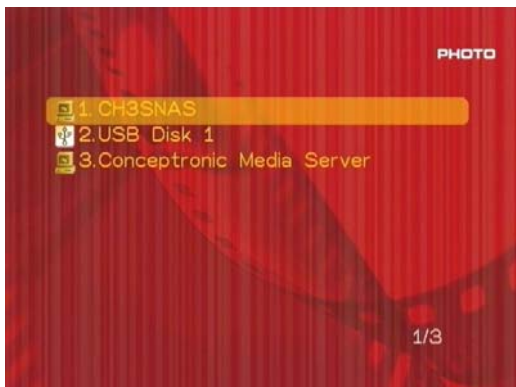 PHOTO
1. CH3SNAS
2.USB Disk 1
3.Conceptronic Media Server
1/3